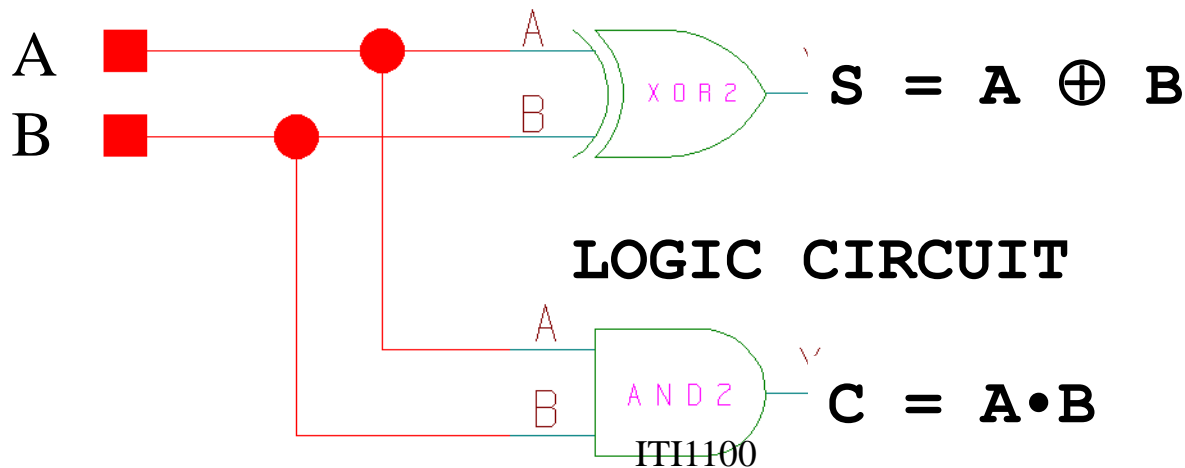 A
A
XOR2
S = A ⊕ B
B
B
LOGIC CIRCUIT
A
AND2
C = A•B
B
ITI1100